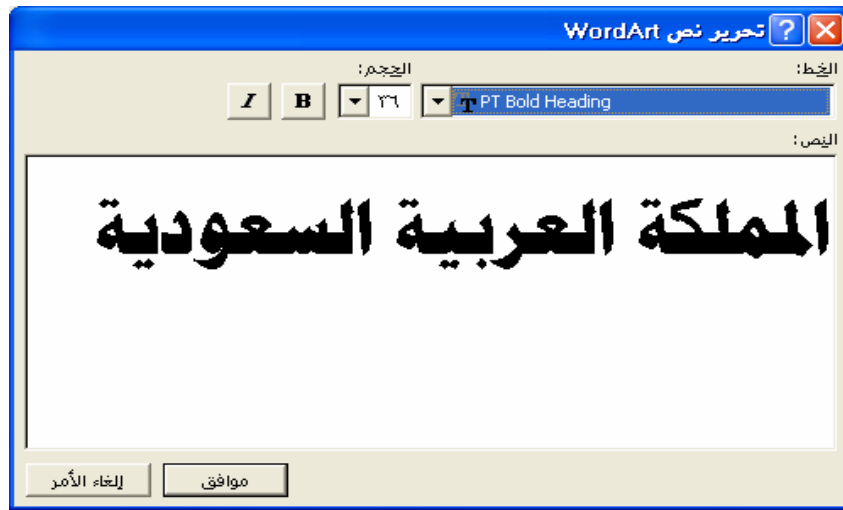 تحرير نص WordArt
الخط: الحجم:
PT Bold Heading ٣٦ B I
النص:
المملكة العربية السعودية
موافق إلغاء الأمر